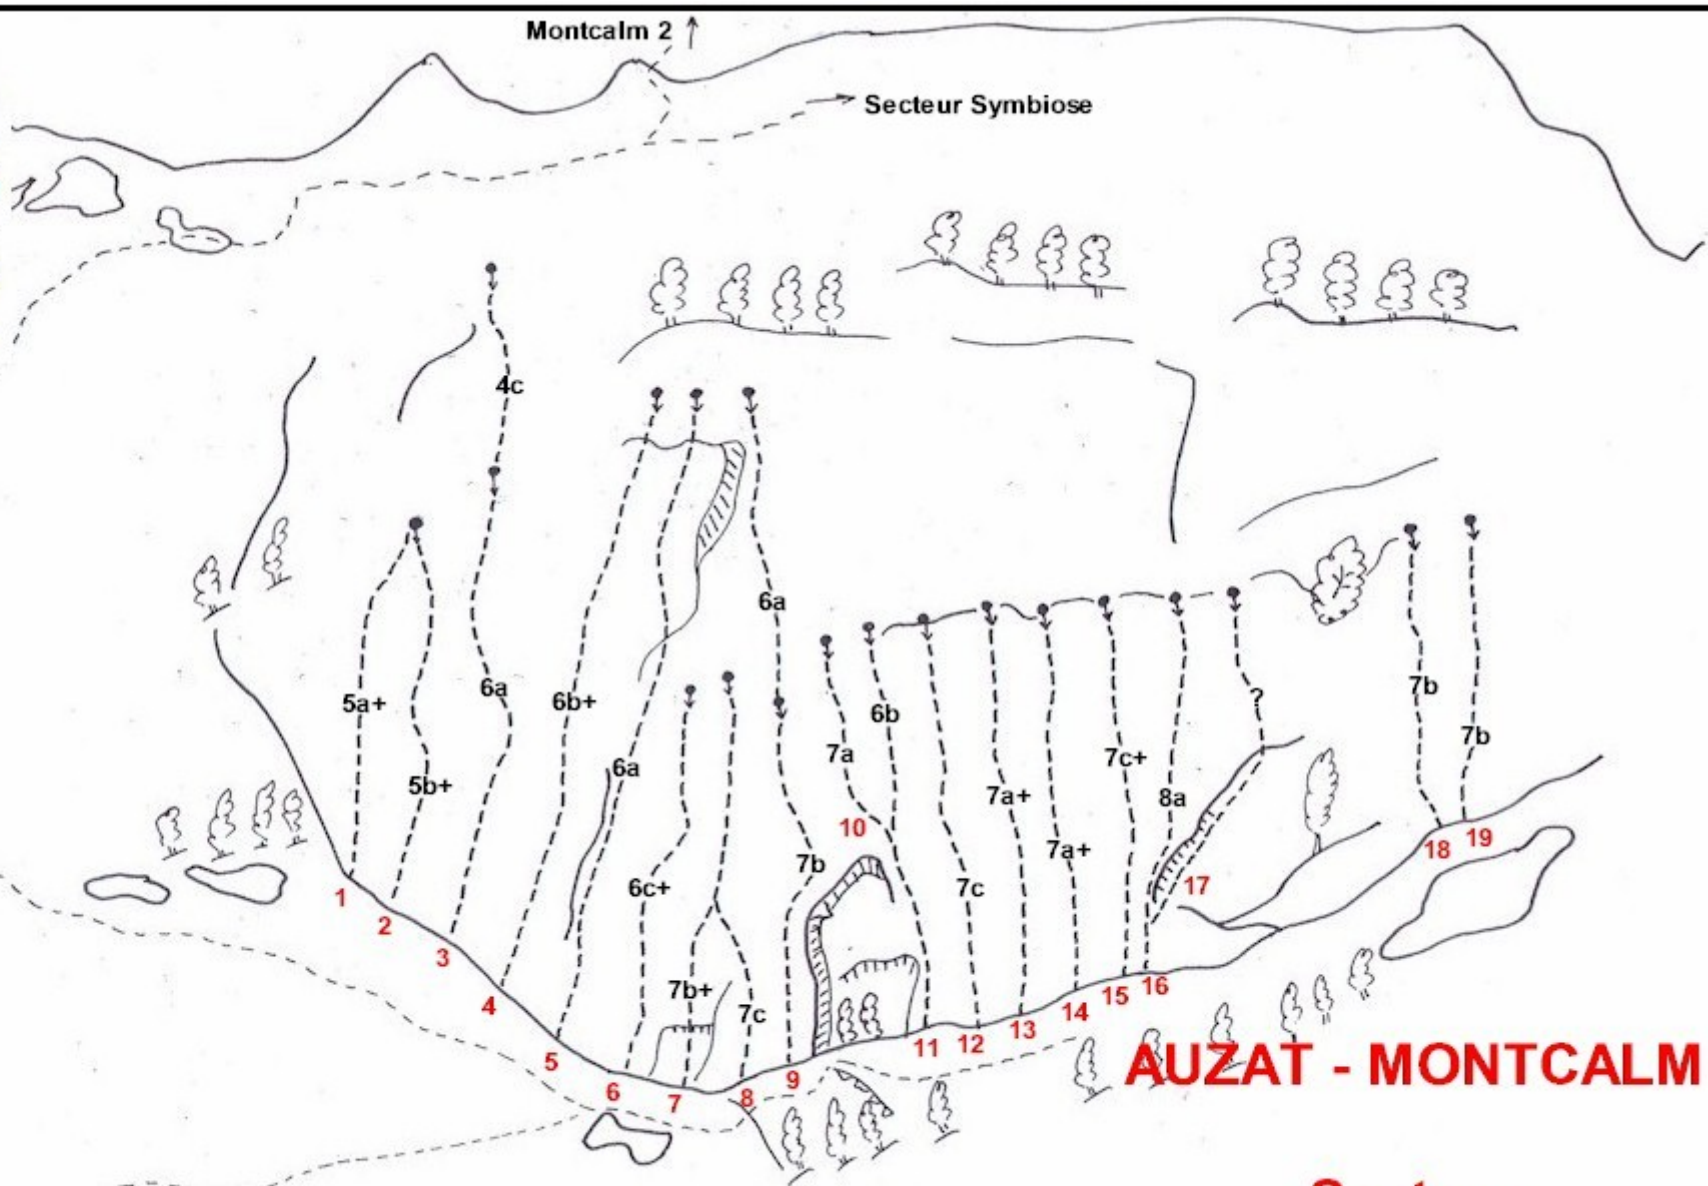 Montcalm 2
Secteur Symbiose
4c
6a
5a+
6a
6b+
6b
?
7b
7a
7b
5b+
6a
7c+
7a+
8a
10
7a+
7b
6c+
7c
17
18
19
1
2
3
4
7b+
7c
16
15
14
13
12
11
5
6
7
8
9
AUZAT - MONTCALM